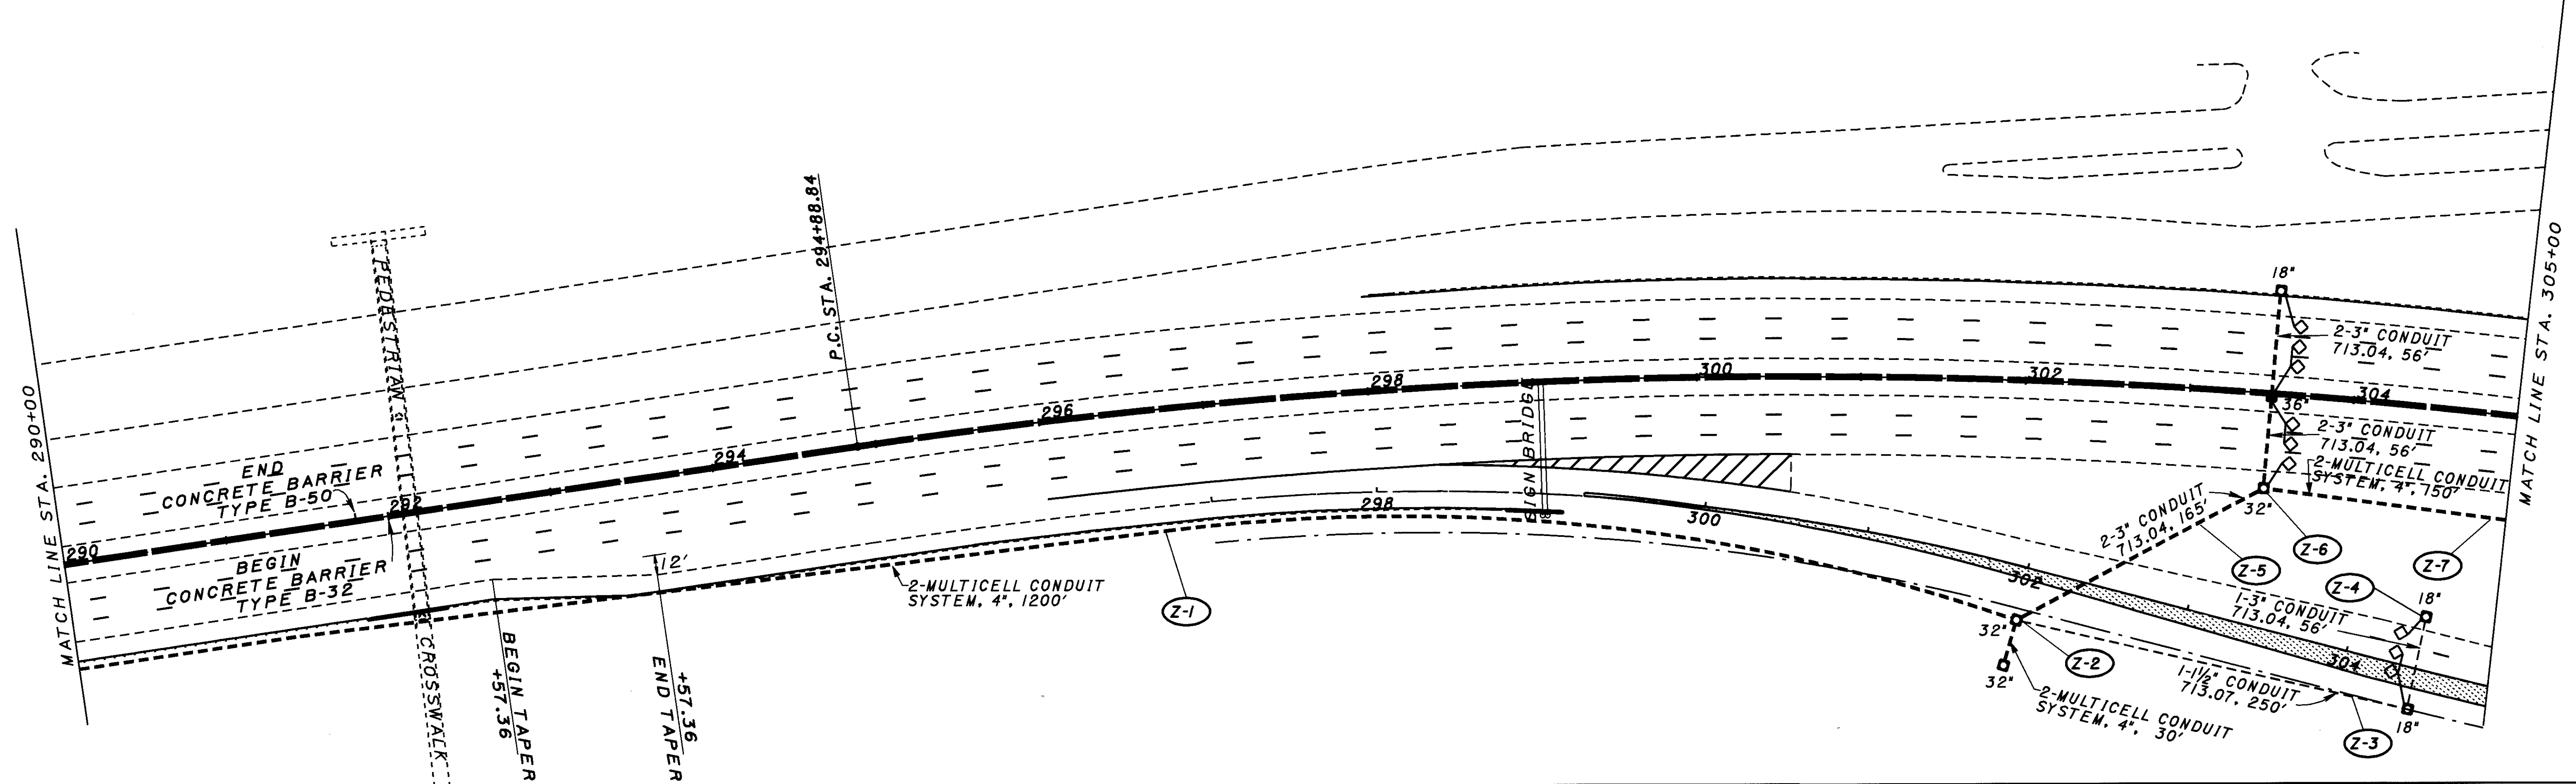 MATCH LINE STA. 290+00
290
END
CONCRETE BARRIER
TYPE B-50
BEGIN
CONCRETE BARRIER
TYPE B-32
292
PEDUSTRIAN
CROSSWALK
BEGIN TAPER
+57.36
END TAPER
+57.36
12'
294
P.C. STA. 294+88.84
296
2-MULTICELL CONDUIT
SYSTEM, 4", 1200'
Z-1
298
298
SIGN BRIDGE
300
300
302
302
18"
2-3" CONDUIT
713.04, 56'
304
36"
2-3" CONDUIT
713.04, 56'
2-MULTICELL CONDUIT
SYSTEM, 4", 750'
2-3" CONDUIT
713.04, 165'
32"
Z-6
Z-5
Z-7
Z-4
18"
1-3" CONDUIT
713.04, 56'
32"
Z-2
32"
304
1-1½" CONDUIT
713.07, 250'
18"
2-MULTICELL CONDUIT
SYSTEM, 4", 30'
Z-3
MATCH LINE STA. 305+00